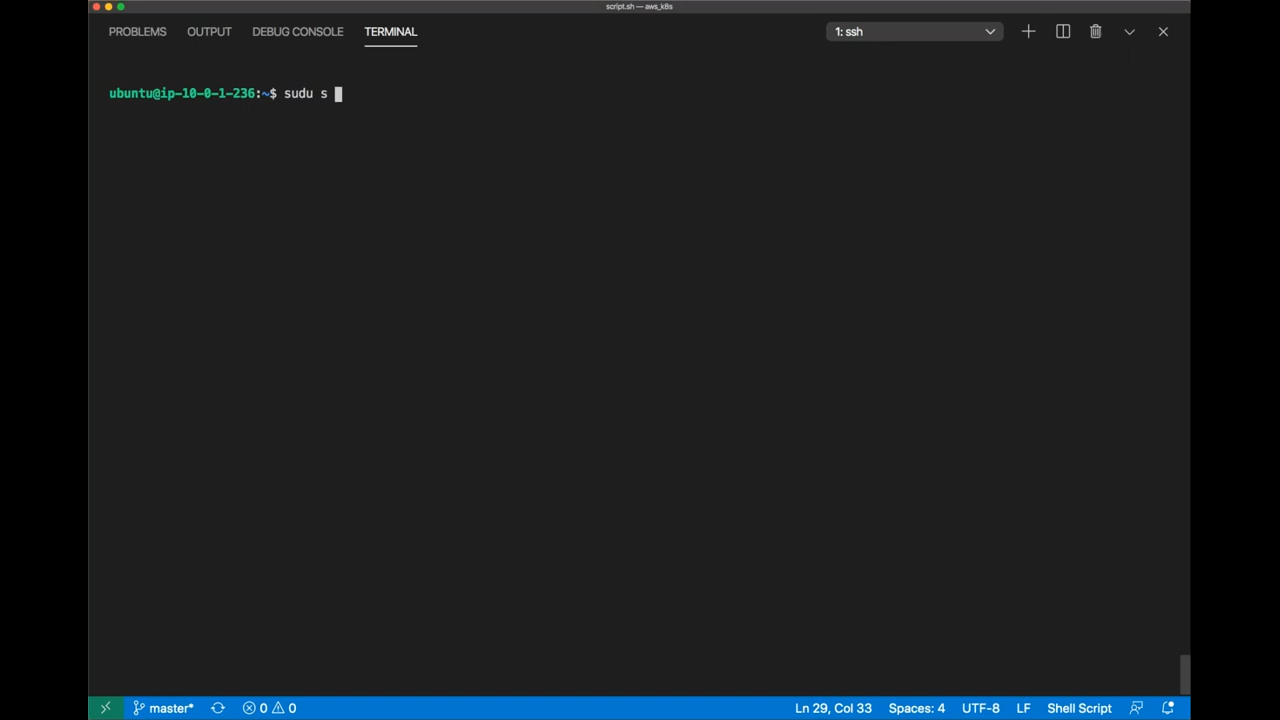 script.sh — aws_k8s
PROBLEMS OUTPUT DEBUG CONSOLE TERMINAL 1: ssh
ubuntu@ip-10-0-1-236:~$ sudu s
master* 0 0 Ln 29, Col 33 Spaces: 4 UTF-8 LF Shell Script